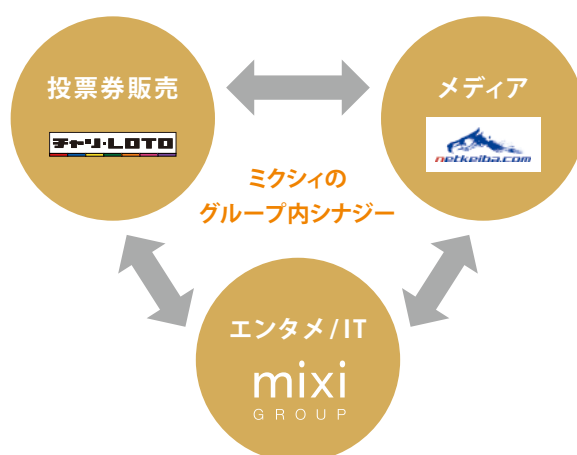 投票券販売
チャリ・LOTO
メディア
netkeiba.com
ミクシィの
グループ内シナジー
エンタメ/IT
mixi
GROUP